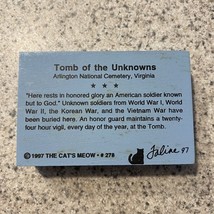 Tomb of the Unknowns
Arlington National Cemetery, Virginia
★ ★ ★
"Here rests in honored glory an American soldier known
but to God." Unknown soldiers from World War I, World
War II, the Korean War, and the Vietnam War have
been buried here. An honor guard maintains a twenty-
four hour vigil, every day of the year, at the Tomb.
© 1997 THE CAT'S MEOW • # 278
Faline 97